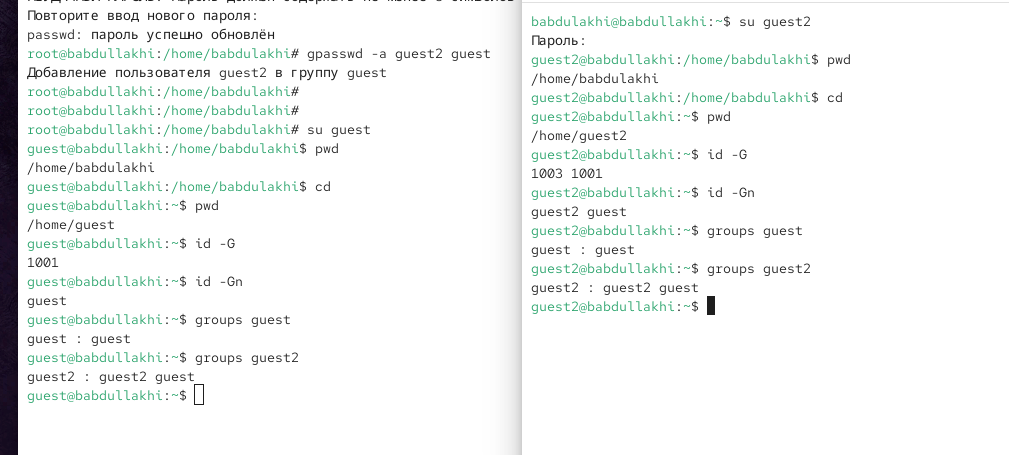 Повторите ввод нового пароля:
passwd: пароль успешно обновлён
root@babdullakhi:/home/babdulakhi# gpasswd -a guest2 guest
Добавление пользователя guest2 в группу guest
root@babdullakhi:/home/babdulakhi#
root@babdullakhi:/home/babdulakhi#
root@babdullakhi:/home/babdulakhi# su guest
guest@babdullakhi:/home/babdulakhi$ pwd
/home/babdulakhi
guest@babdullakhi:/home/babdulakhi$ cd
guest@babdullakhi:~$ pwd
/home/guest
guest@babdullakhi:~$ id -G
1001
guest@babdullakhi:~$ id -Gn
guest
guest@babdullakhi:~$ groups guest
guest : guest
guest@babdullakhi:~$ groups guest2
guest2 : guest2 guest
guest@babdullakhi:~$
babdulakhi@babdullakhi:~$ su guest2
Пароль:
guest2@babdullakhi:/home/babdulakhi$ pwd
/home/babdulakhi
guest2@babdullakhi:/home/babdulakhi$ cd
guest2@babdullakhi:~$ pwd
/home/guest2
guest2@babdullakhi:~$ id -G
1003 1001
guest2@babdullakhi:~$ id -Gn
guest2 guest
guest2@babdullakhi:~$ groups guest
guest : guest
guest2@babdullakhi:~$ groups guest2
guest2 : guest2 guest
guest2@babdullakhi:~$